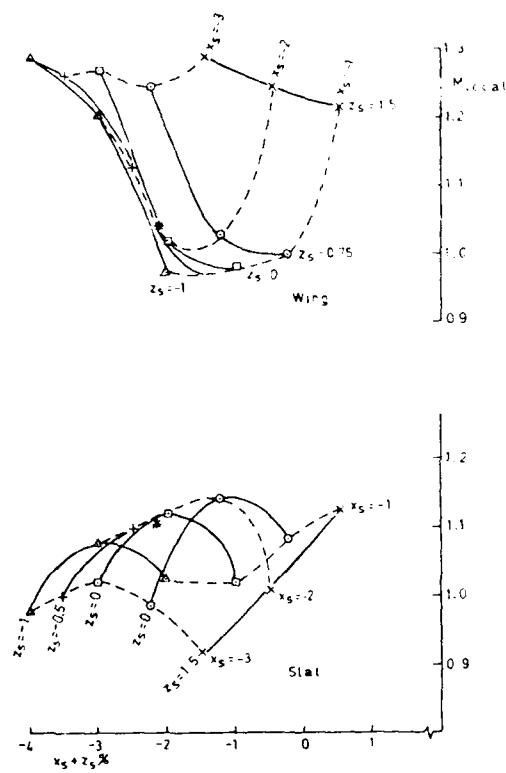 xs=-3
xs=-2
xs=-1
1.3
M local
zs=1.5
1.2
1.1
zs=0.75
1.0
zs=0
zs=-1
Wing
0.9
1.2
xs=-1
1.1
xs=-2
1.0
zs=-1
zs=-0.5
zs=0
zs=0
zs=1.5
xs=-3
0.9
Slat
-4 -3 -2 -1 0 1
xs+zs%